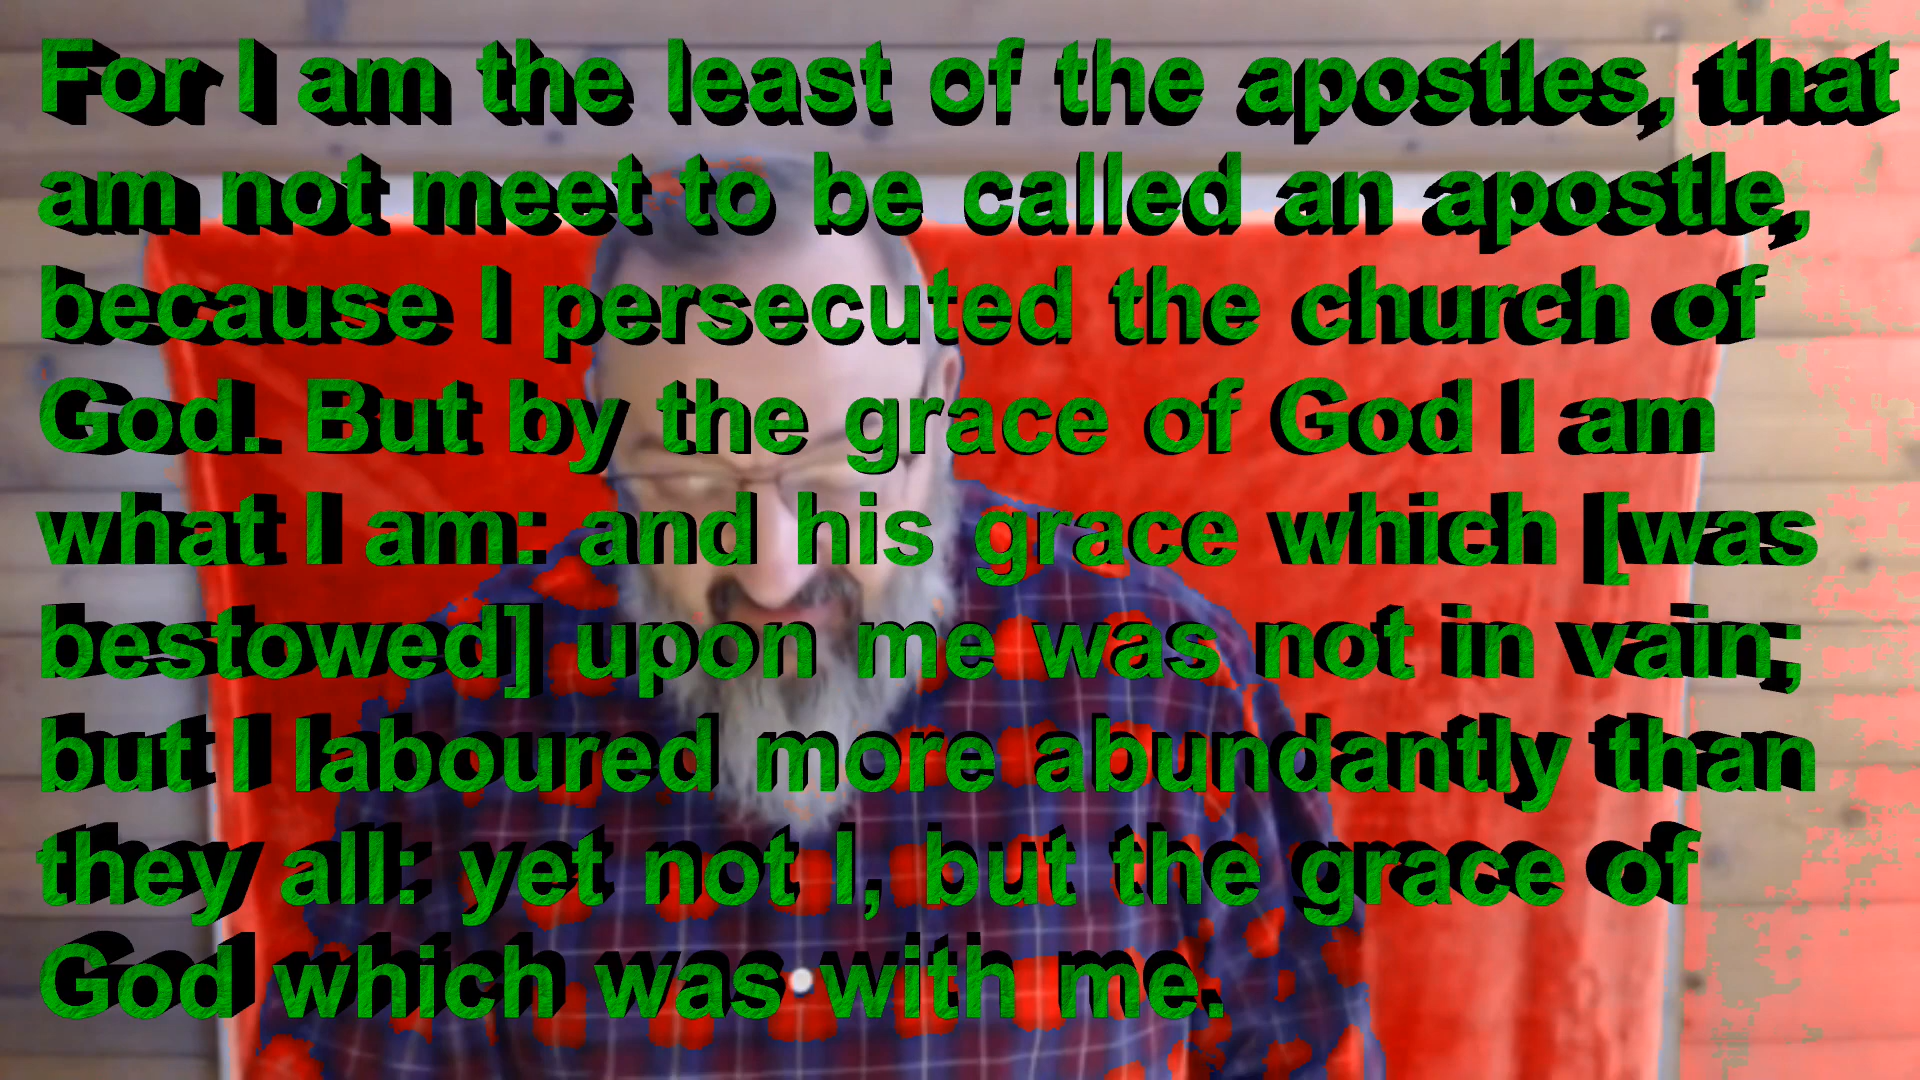 For I am the least of the apostles, that
am not meet to be called an apostle,
because I persecuted the church of
God. But by the grace of God I am
what I am: and his grace which [was
bestowed] upon me was not in vain;
but I laboured more abundantly than
they all: yet not I, but the grace of
God which was with me.